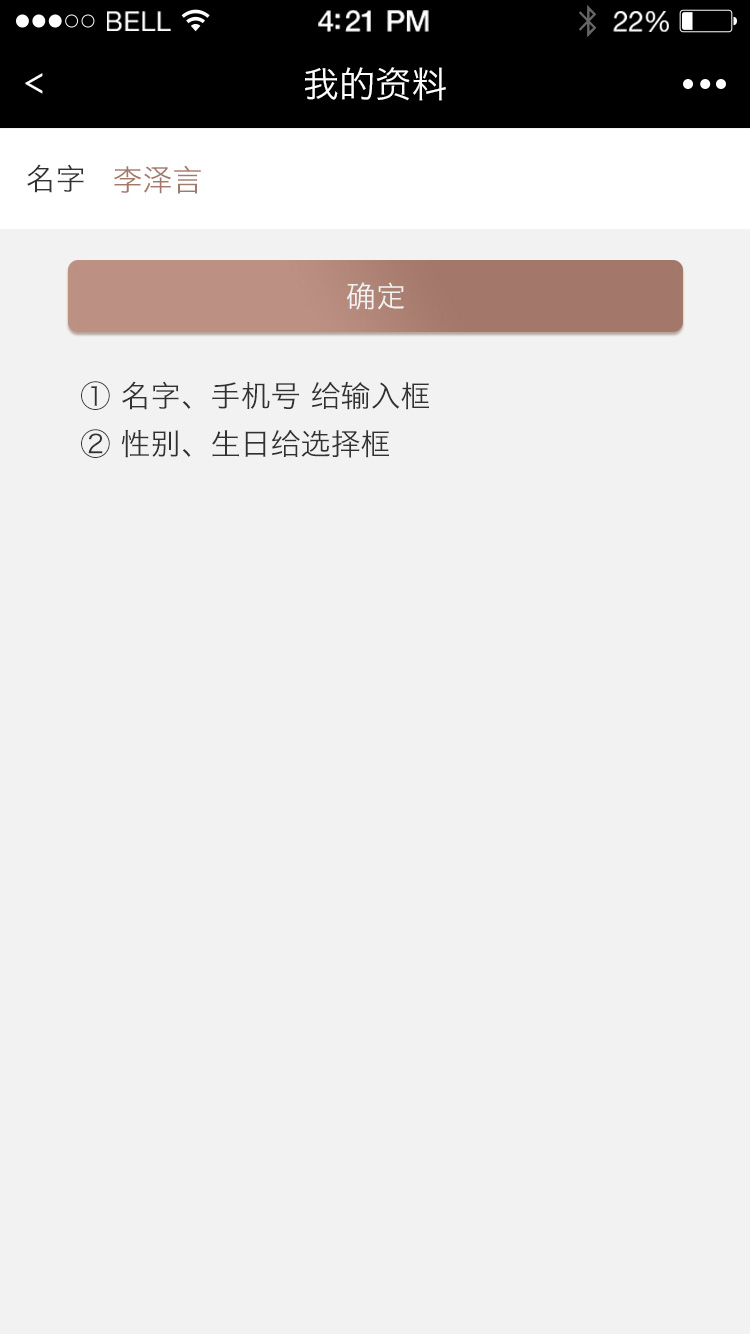 BELL 4:21 PM 22%
< 我的资料
名字 李泽言
确定
① 名字、手机号 给输入框
② 性别、生日给选择框